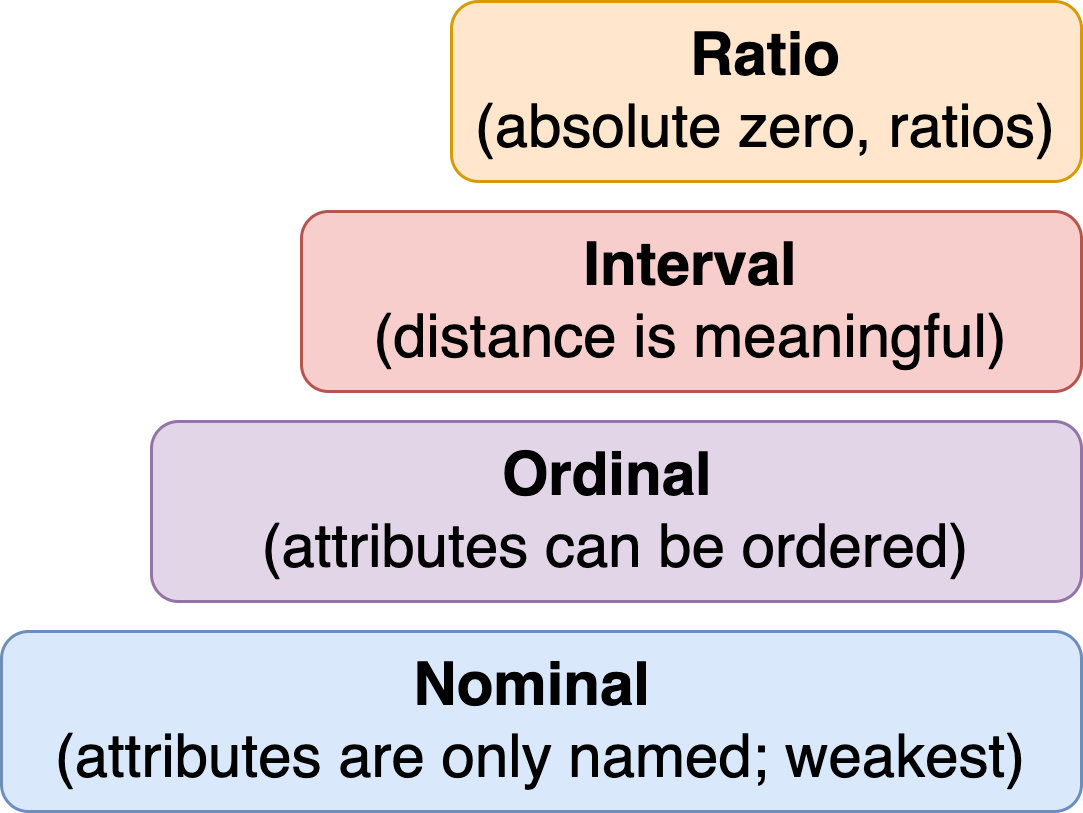 Ratio
(absolute zero, ratios)
Interval
(distance is meaningful)
Ordinal
(attributes can be ordered)
Nominal
(attributes are only named; weakest)